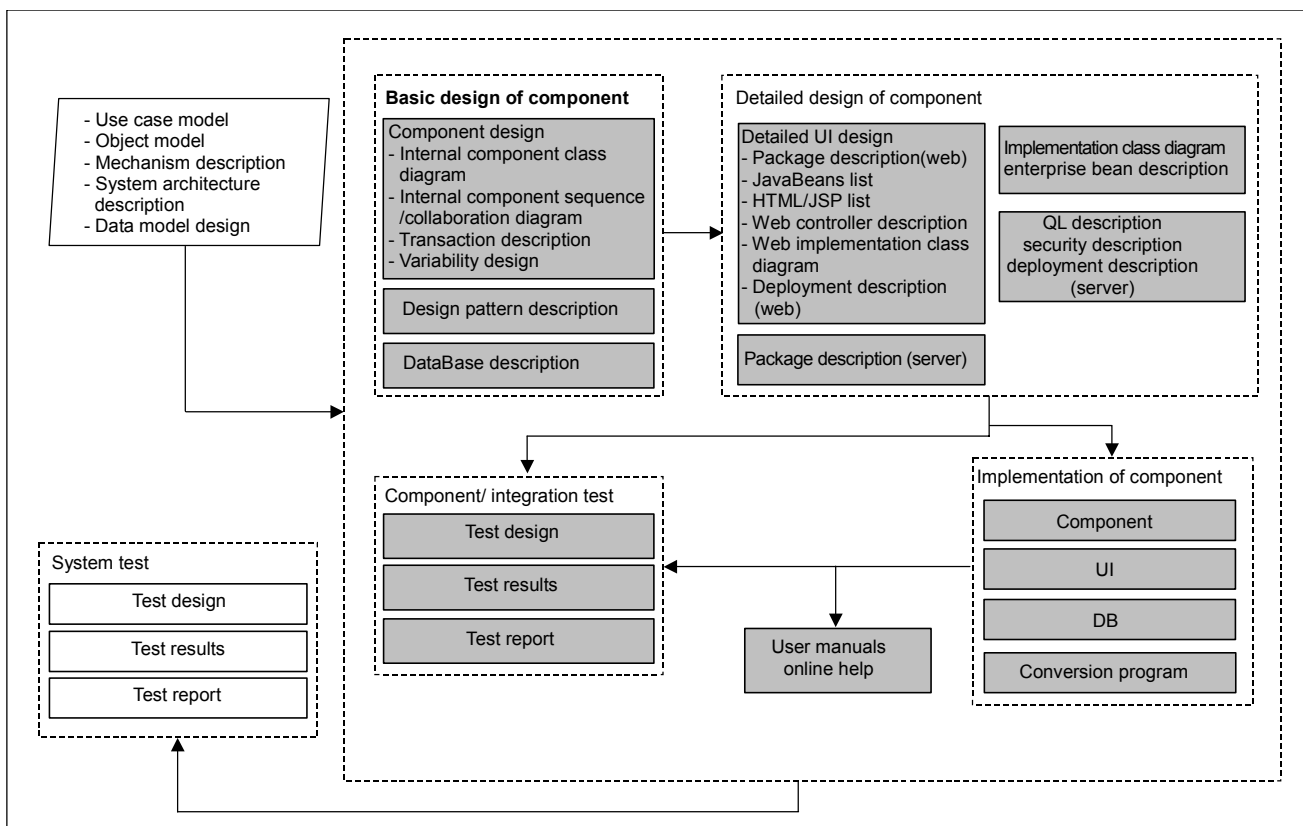 - Use case model
- Object model
- Mechanism description
- System architecture
description
- Data model design
Basic design of component
Component design
- Internal component class
diagram
- Internal component sequence
/collaboration diagram
- Transaction description
- Variability design
Design pattern description
DataBase description
Detailed design of component
Detailed UI design
- Package description(web)
- JavaBeans list
- HTML/JSP list
- Web controller description
- Web implementation class
diagram
- Deployment description
(web)
Package description (server)
Implementation class diagram
enterprise bean description
QL description
security description
deployment description
(server)
Component/ integration test
Test design
Test results
Test report
Implementation of component
Component
UI
DB
Conversion program
User manuals
online help
System test
Test design
Test results
Test report